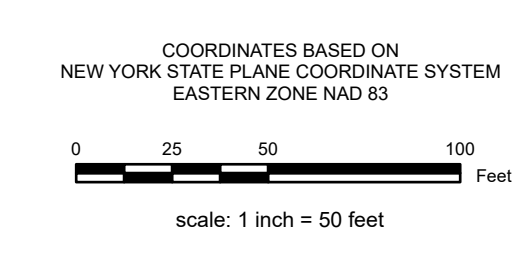 COORDINATES BASED ON
NEW YORK STATE PLANE COORDINATE SYSTEM
EASTERN ZONE NAD 83
0 25 50 100
Feet
scale: 1 inch = 50 feet